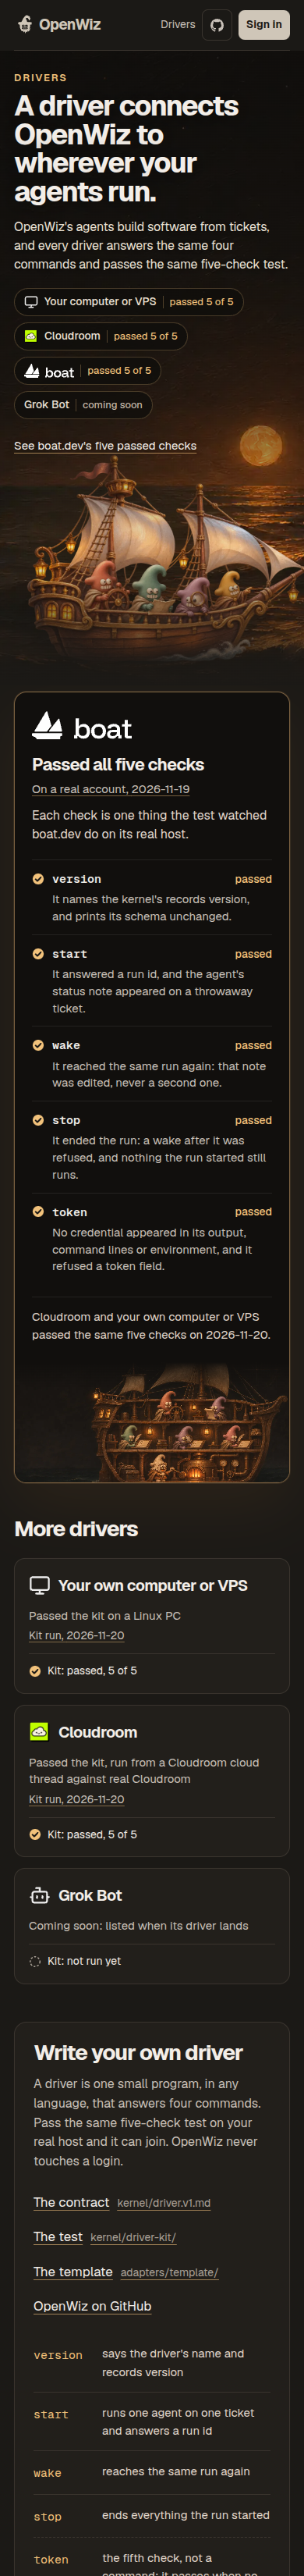 OpenWiz
Drivers
Sign in
DRIVERS
A driver connects
OpenWiz to
wherever your
agents run.
OpenWiz's agents build software from tickets,
and every driver answers the same four
commands and passes the same five-check test.
Your computer or VPS | passed 5 of 5
Cloudroom | passed 5 of 5
boat | passed 5 of 5
Grok Bot | coming soon
See boat.dev's five passed checks
boat
Passed all five checks
On a real account, 2026-11-19
Each check is one thing the test watched
boat.dev do on its real host.
version passed
It names the kernel's records version,
and prints its schema unchanged.
start passed
It answered a run id, and the agent's
status note appeared on a throwaway
ticket.
wake passed
It reached the same run again: that note
was edited, never a second one.
stop passed
It ended the run: a wake after it was
refused, and nothing the run started still
runs.
token passed
No credential appeared in its output,
command lines or environment, and it
refused a token field.
Cloudroom and your own computer or VPS
passed the same five checks on 2026-11-20.
More drivers
Your own computer or VPS
Passed the kit on a Linux PC
Kit run, 2026-11-20
Kit: passed, 5 of 5
Cloudroom
Passed the kit, run from a Cloudroom cloud
thread against real Cloudroom
Kit run, 2026-11-20
Kit: passed, 5 of 5
Grok Bot
Coming soon: listed when its driver lands
Kit: not run yet
Write your own driver
A driver is one small program, in any
language, that answers four commands.
Pass the same five-check test on your
real host and it can join. OpenWiz never
touches a login.
The contract kernel/driver.v1.md
The test kernel/driver-kit/
The template adapters/template/
OpenWiz on GitHub
version says the driver's name and
records version
start runs one agent on one ticket
and answers a run id
wake reaches the same run again
stop ends everything the run started
token the fifth check, not a